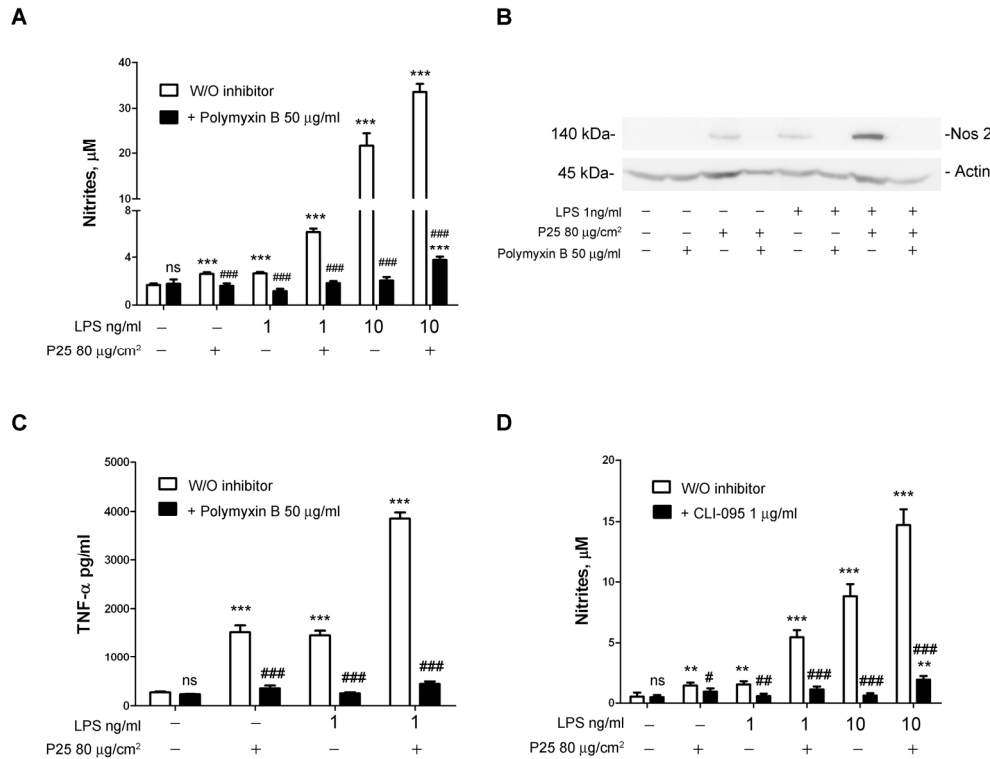 A
Nitrites, μM
W/O inhibitor
+ Polymyxin B 50 μg/ml
40
30
20
10
8
4
0
ns
***
###
***
###
***
###
***
###
***
###
***
LPS ng/ml – – 1 1 10 10
P25 80 μg/cm² – + – + – +
B
140 kDa- -Nos 2
45 kDa- - Actin
LPS 1ng/ml – – – – + + + +
P25 80 μg/cm² – – + + – – + +
Polymyxin B 50 μg/ml – + – + – + – +
C
TNF-α pg/ml
W/O inhibitor
+ Polymyxin B 50 μg/ml
5000
4000
3000
2000
1000
0
ns
***
###
***
###
***
###
LPS ng/ml – – 1 1
P25 80 μg/cm² – + – +
D
Nitrites, μM
W/O inhibitor
+ CLI-095 1 μg/ml
20
15
10
5
0
ns
**
#
**
##
***
###
***
###
***
###
**
LPS ng/ml – – 1 1 10 10
P25 80 μg/cm² – + – + – +